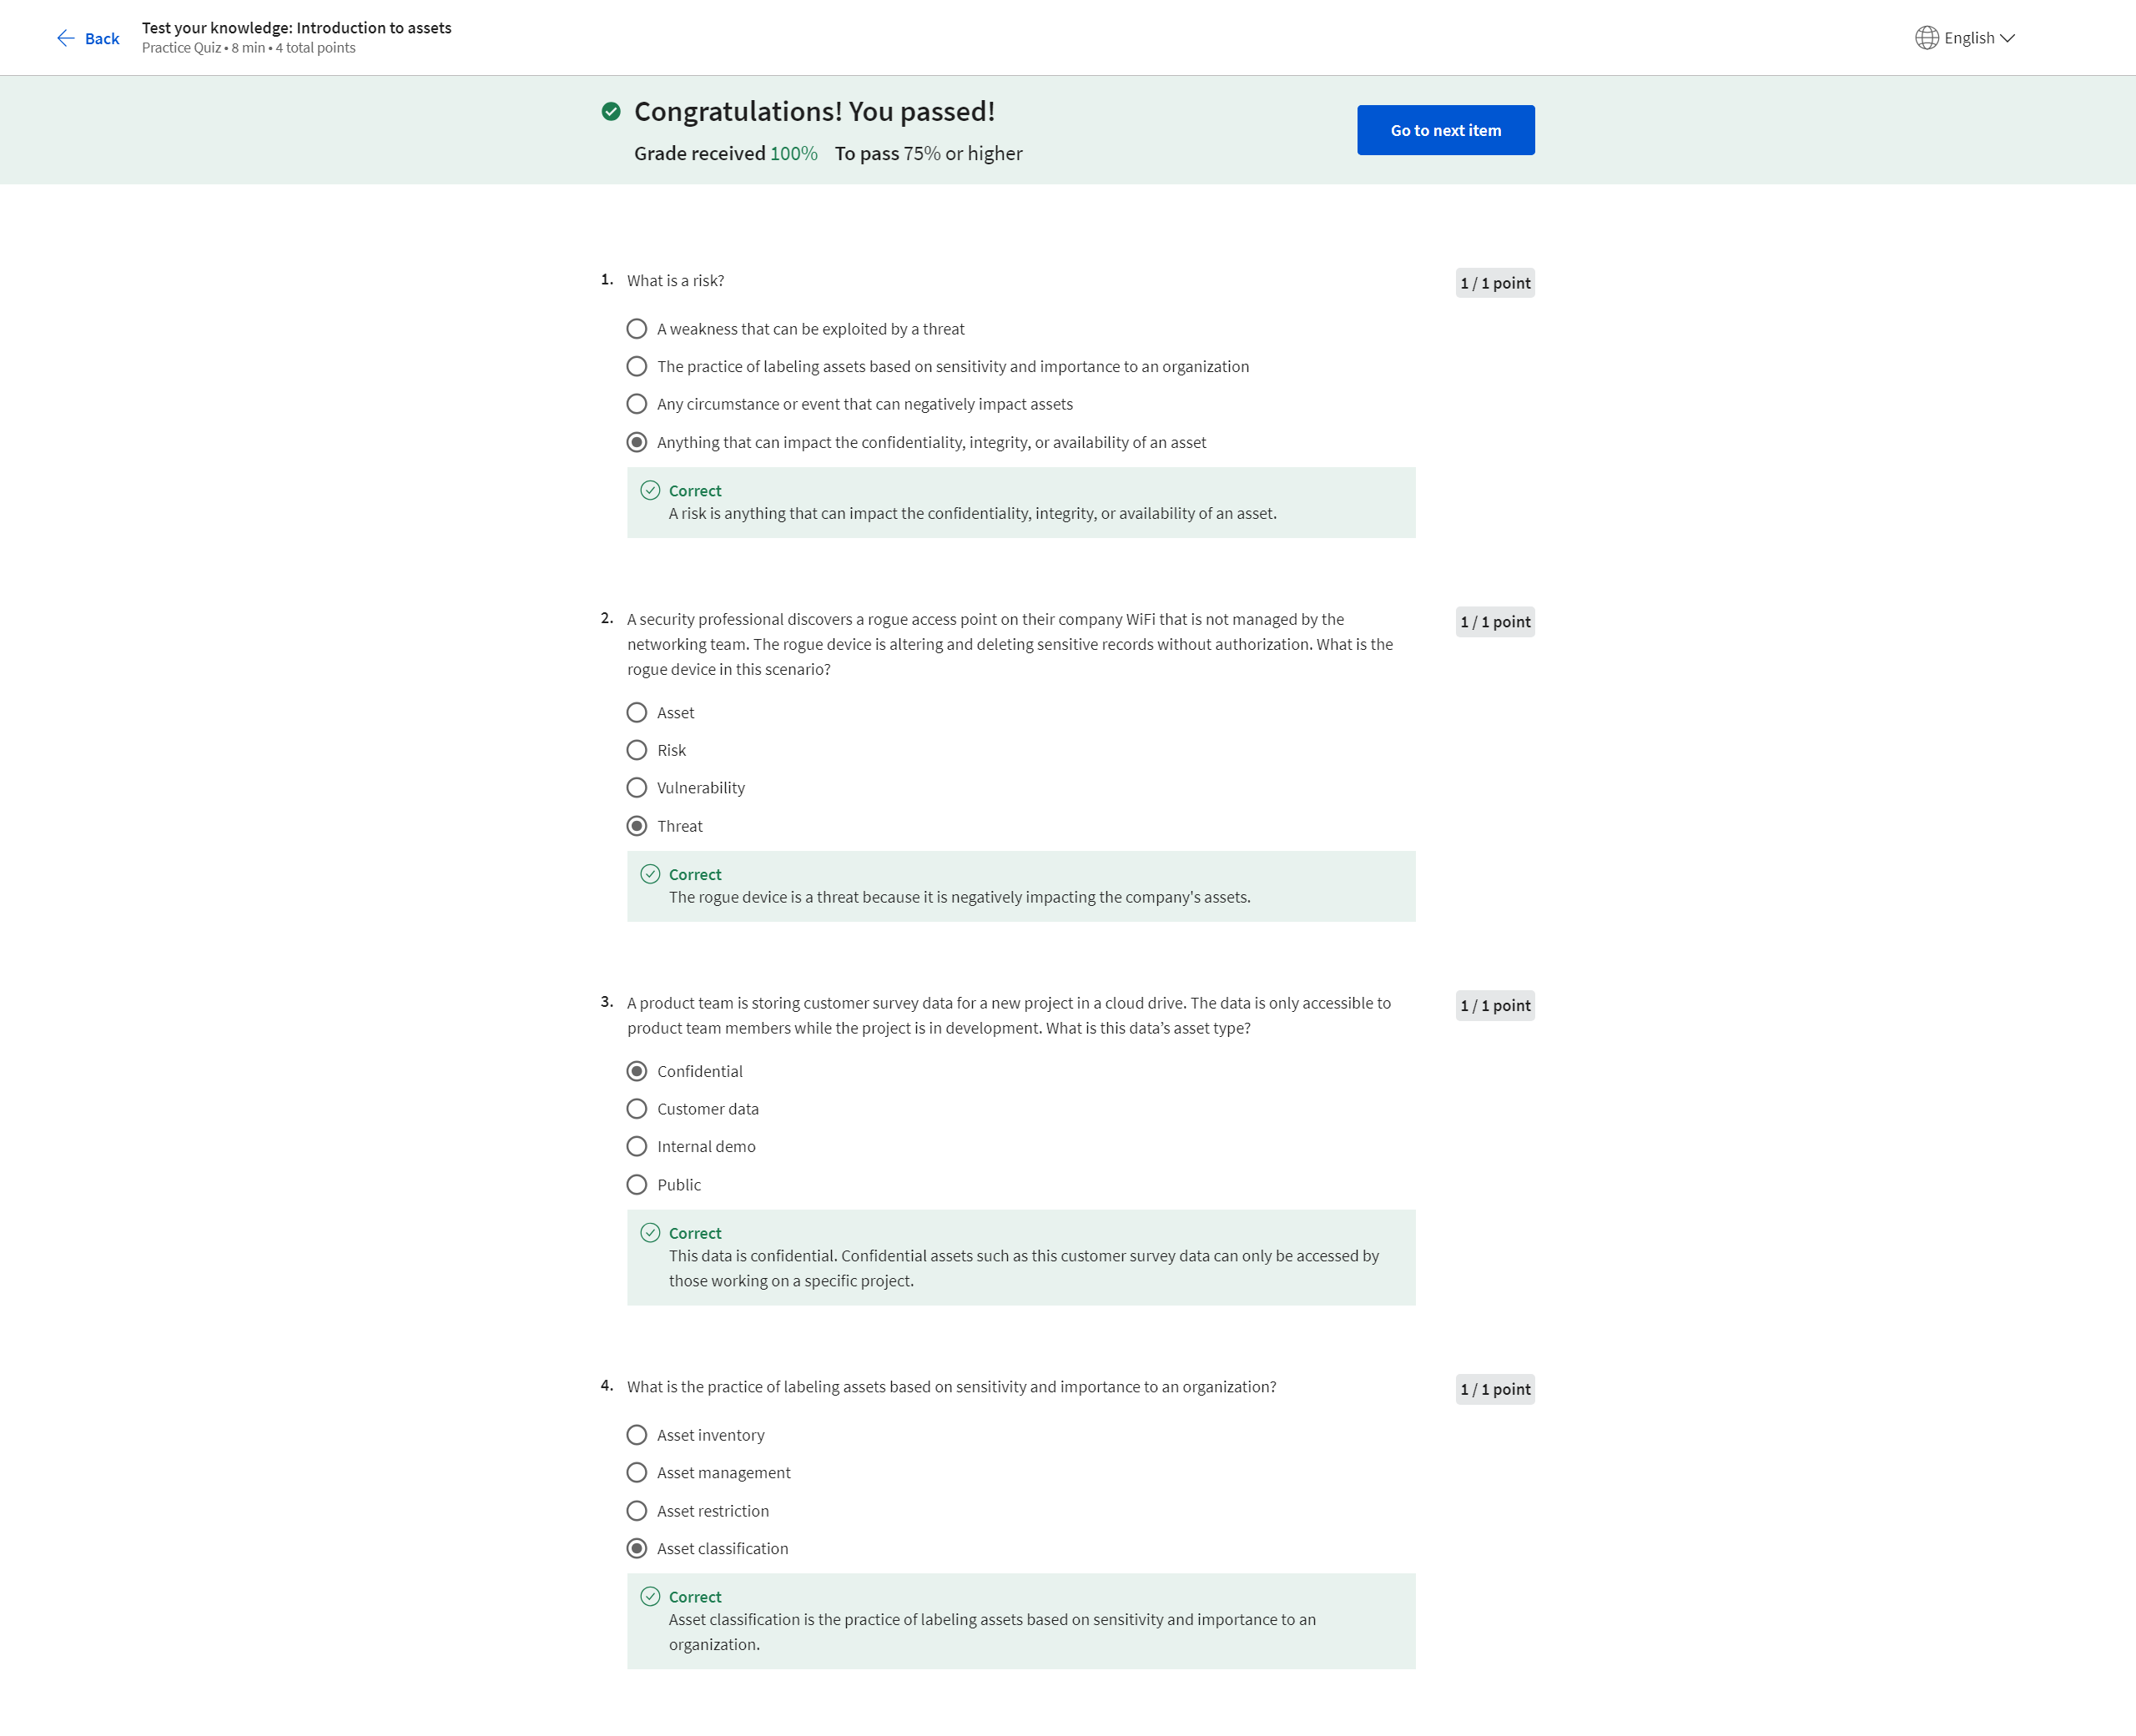 Back
Test your knowledge: Introduction to assets
Practice Quiz • 8 min • 4 total points
English
Congratulations! You passed!
Grade received 100% To pass 75% or higher
Go to next item
1. What is a risk?
1 / 1 point
A weakness that can be exploited by a threat
The practice of labeling assets based on sensitivity and importance to an organization
Any circumstance or event that can negatively impact assets
Anything that can impact the confidentiality, integrity, or availability of an asset
Correct
A risk is anything that can impact the confidentiality, integrity, or availability of an asset.
2. A security professional discovers a rogue access point on their company WiFi that is not managed by the
networking team. The rogue device is altering and deleting sensitive records without authorization. What is the
rogue device in this scenario?
1 / 1 point
Asset
Risk
Vulnerability
Threat
Correct
The rogue device is a threat because it is negatively impacting the company's assets.
3. A product team is storing customer survey data for a new project in a cloud drive. The data is only accessible to
product team members while the project is in development. What is this data’s asset type?
1 / 1 point
Confidential
Customer data
Internal demo
Public
Correct
This data is confidential. Confidential assets such as this customer survey data can only be accessed by
those working on a specific project.
4. What is the practice of labeling assets based on sensitivity and importance to an organization?
1 / 1 point
Asset inventory
Asset management
Asset restriction
Asset classification
Correct
Asset classification is the practice of labeling assets based on sensitivity and importance to an
organization.